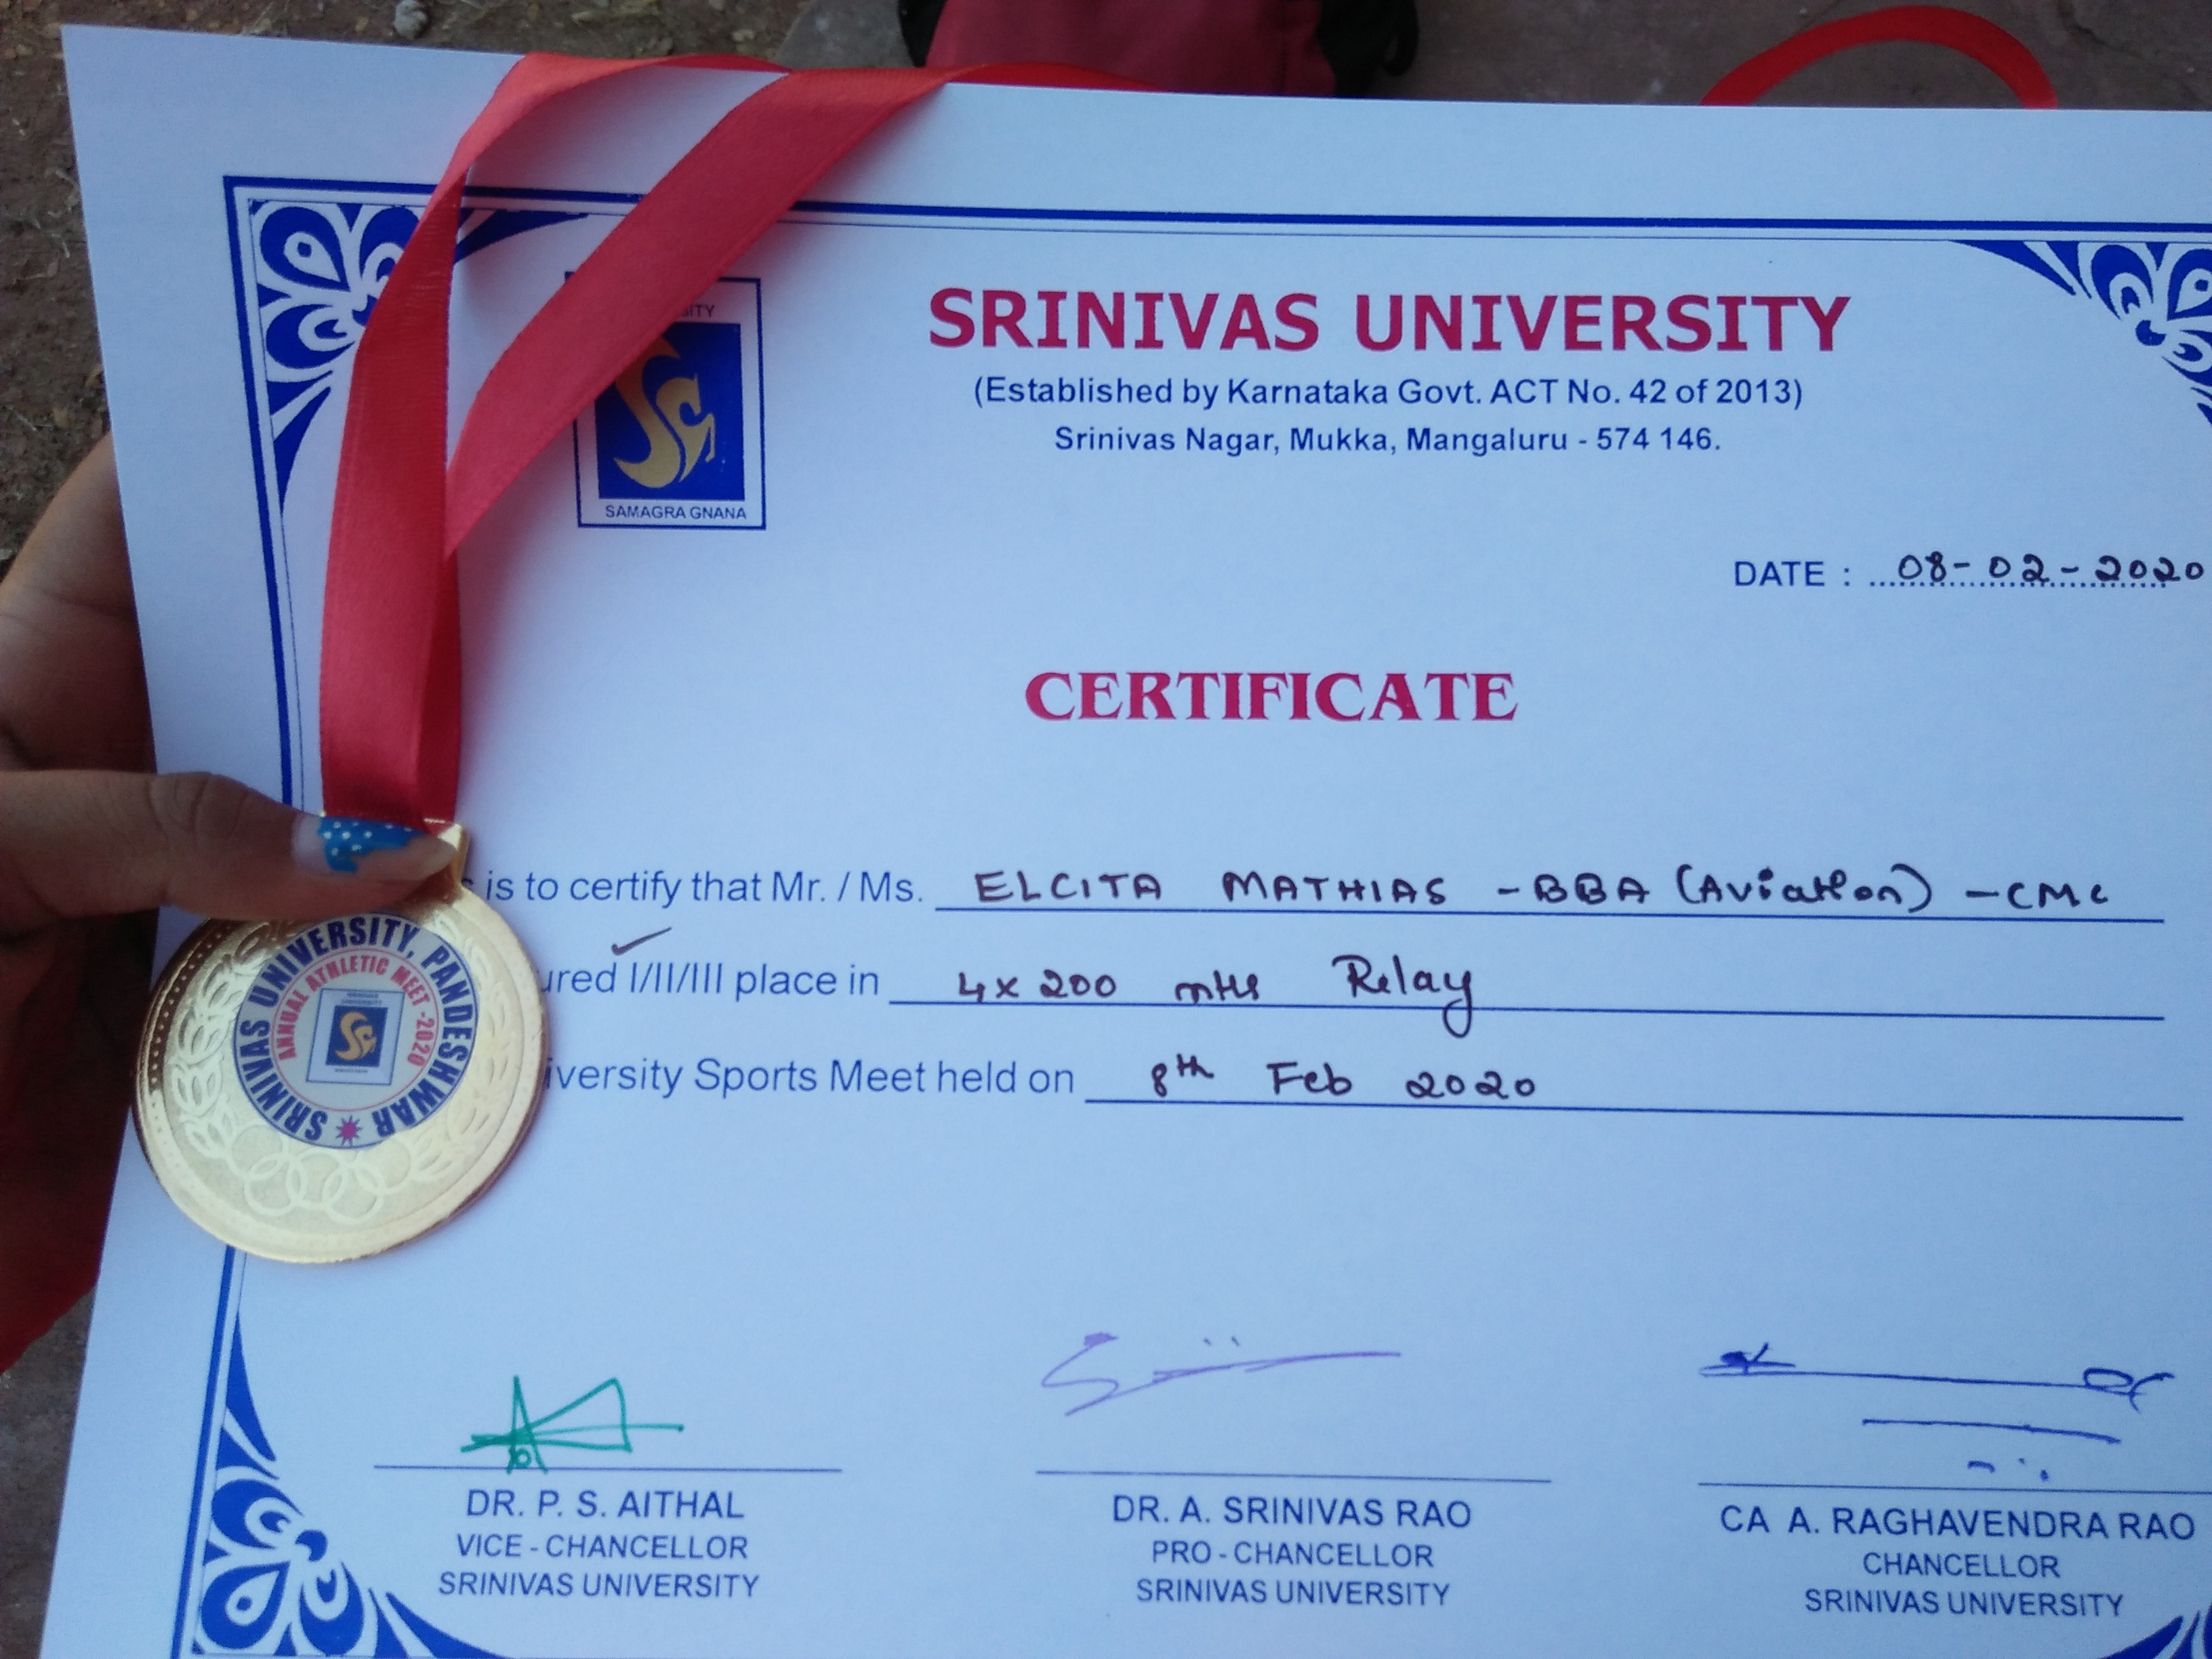 SRINIVAS UNIVERSITY
(Established by Karnataka Govt. ACT No. 42 of 2013)
Srinivas Nagar, Mukka, Mangaluru - 574 146.
SITY
SAMAGRA GNANA
DATE : 08-02-2020
CERTIFICATE
is to certify that Mr. / Ms. ELCITA MATHIAS - BBA (Aviation) - CMC
ured I/II/III place in 4x200 mts Relay
iversity Sports Meet held on 8th Feb 2020
SRINIVAS UNIVERSITY, PANDESHWAR
ANNUAL ATHLETIC MEET -2020
DR. P. S. AITHAL
VICE - CHANCELLOR
SRINIVAS UNIVERSITY
DR. A. SRINIVAS RAO
PRO - CHANCELLOR
SRINIVAS UNIVERSITY
CA A. RAGHAVENDRA RAO
CHANCELLOR
SRINIVAS UNIVERSITY